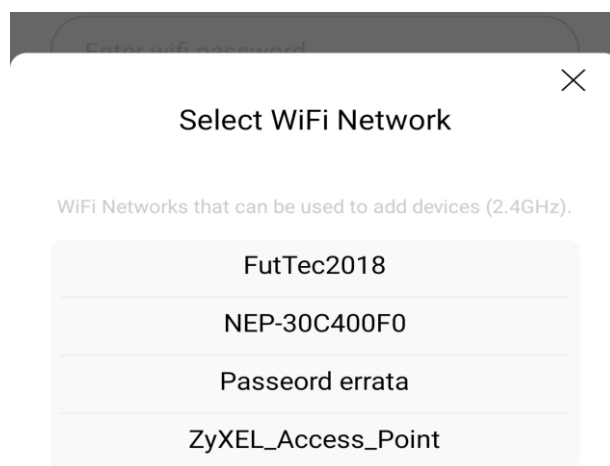 Enter wifi password
Select WiFi Network
WiFi Networks that can be used to add devices (2.4GHz).
FutTec2018
NEP-30C400F0
Passeord errata
ZyXEL_Access_Point